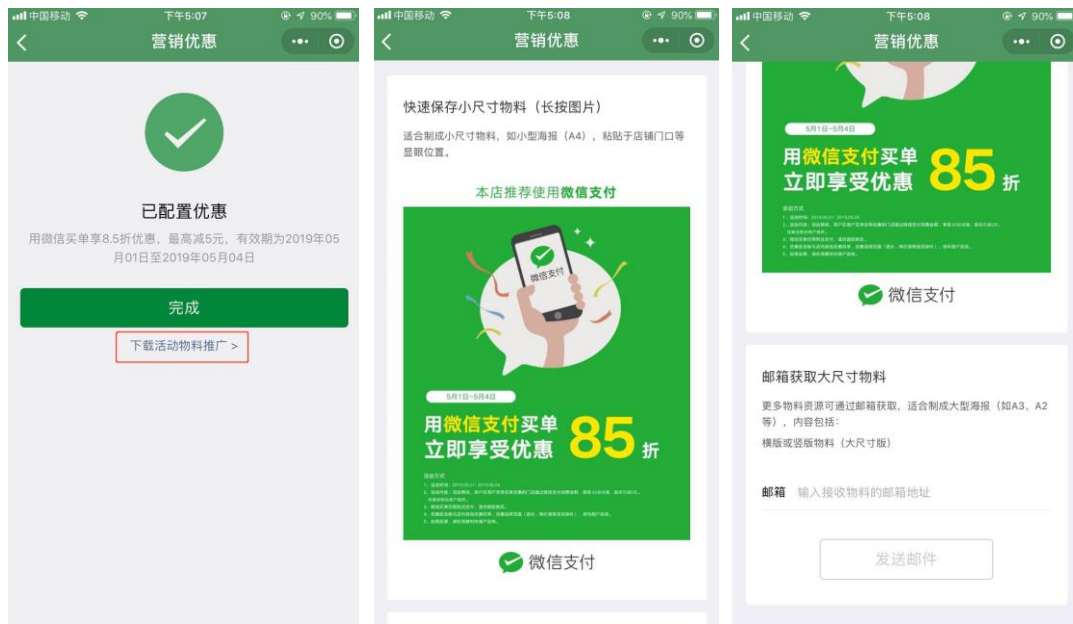 中国移动 下午5:07 90%
营销优惠
已配置优惠
用微信买单享8.5折优惠，最高减5元，有效期为2019年05
月01日至2019年05月04日
完成
下载活动物料推广 >
中国移动 下午5:08 90%
营销优惠
快速保存小尺寸物料（长按图片）
适合制成小尺寸物料，如小型海报（A4），粘贴于店铺门口等
显眼位置。
本店推荐使用微信支付
微信支付
5月1日-5月4日
用微信支付买单
立即享受优惠 85 折
微信支付
中国移动 下午5:08 90%
营销优惠
5月1日-5月4日
用微信支付买单
立即享受优惠 85 折
微信支付
邮箱获取大尺寸物料
更多物料资源可通过邮箱获取，适合制成大型海报（如A3、A2
等），内容包括：
横版或竖版物料（大尺寸版）
邮箱 输入接收物料的邮箱地址
发送邮件